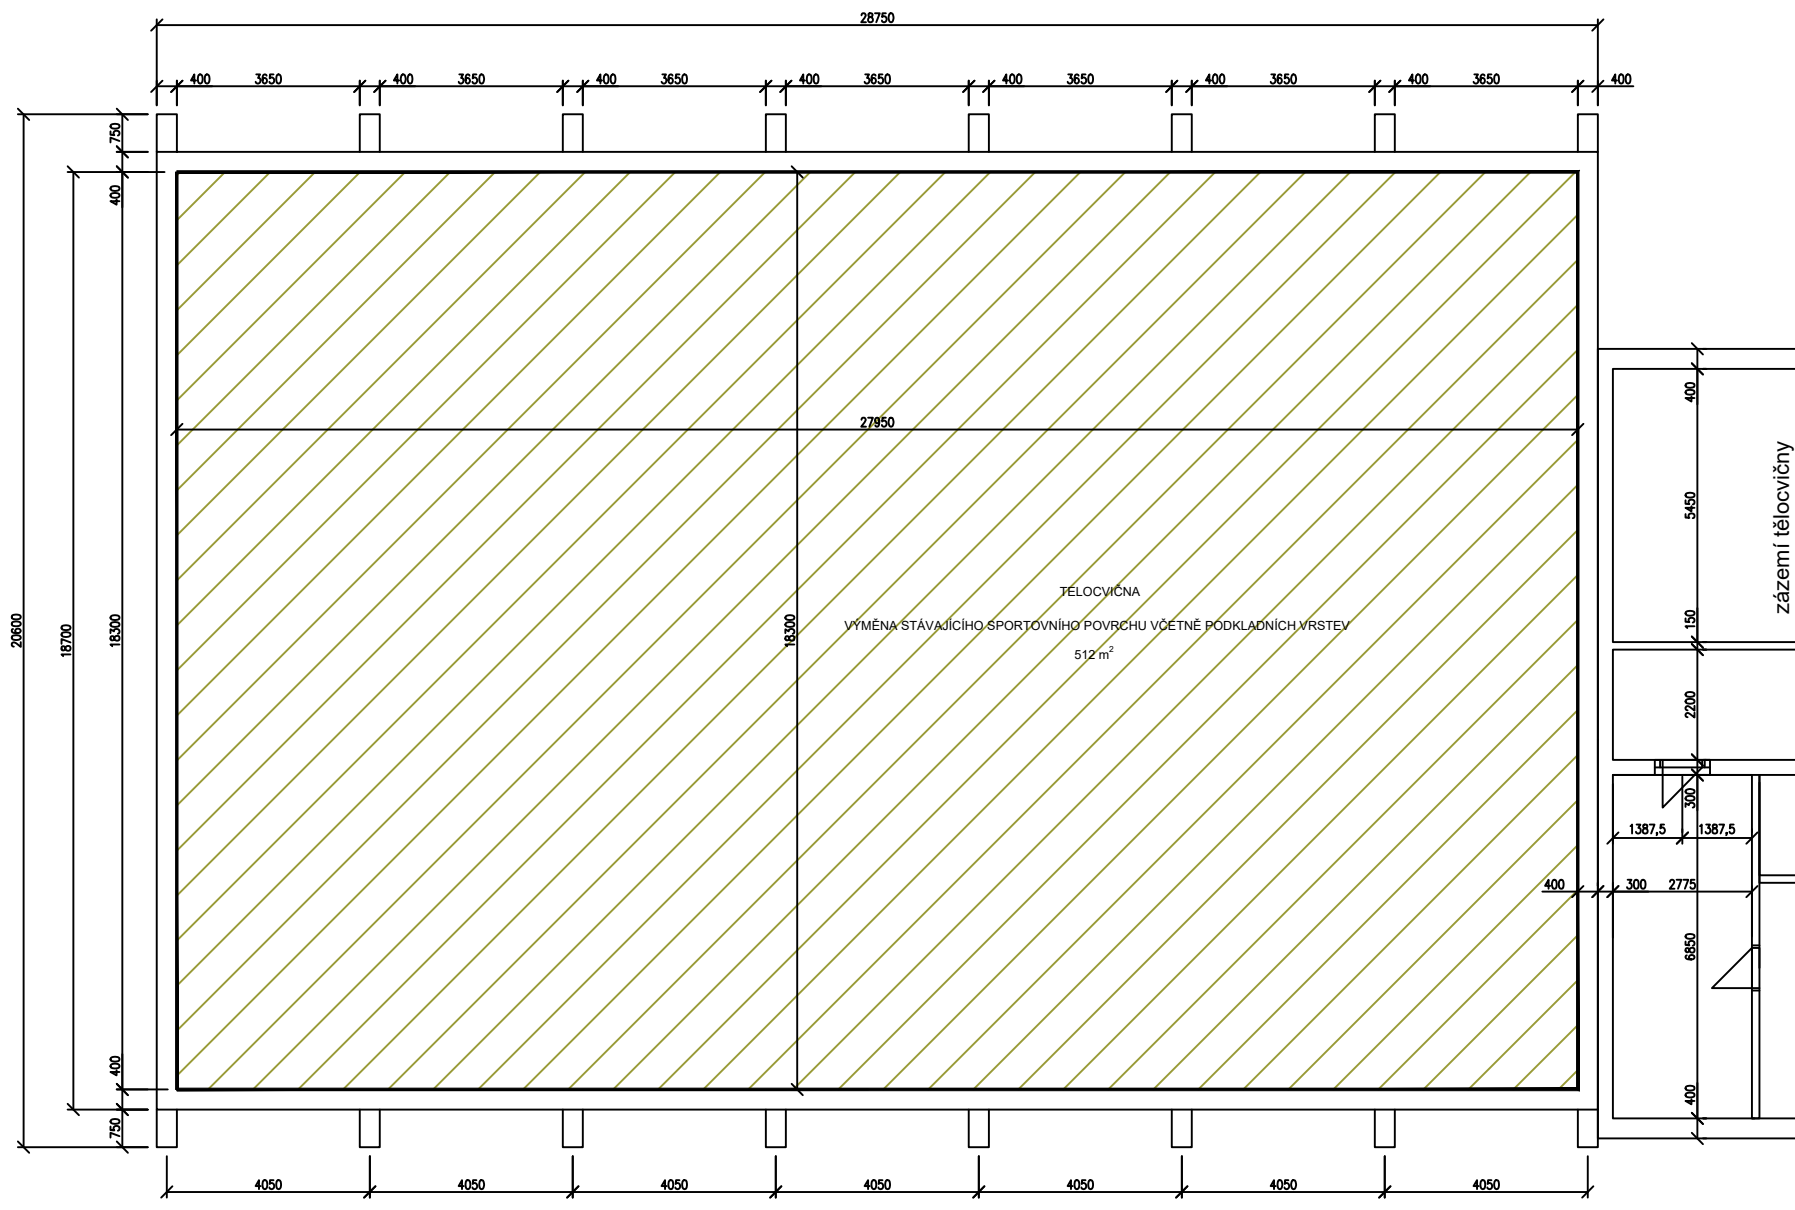 28750
400 3650 400 3650 400 3650 400 3650 400 3650 400 3650 400 3650 400
750
400
20600
18700
18300
400
750
27950
18300
TĚLOCVIČNA
VÝMĚNA STÁVAJÍCÍHO SPORTOVNÍHO POVRCHU VČETNĚ PODKLADNÍCH VRSTEV
512 m²
400
5450
150
2200
300
zázemí tělocvičny
1387,5 1387,5
400 300 2775
6850
400
4050 4050 4050 4050 4050 4050 4050